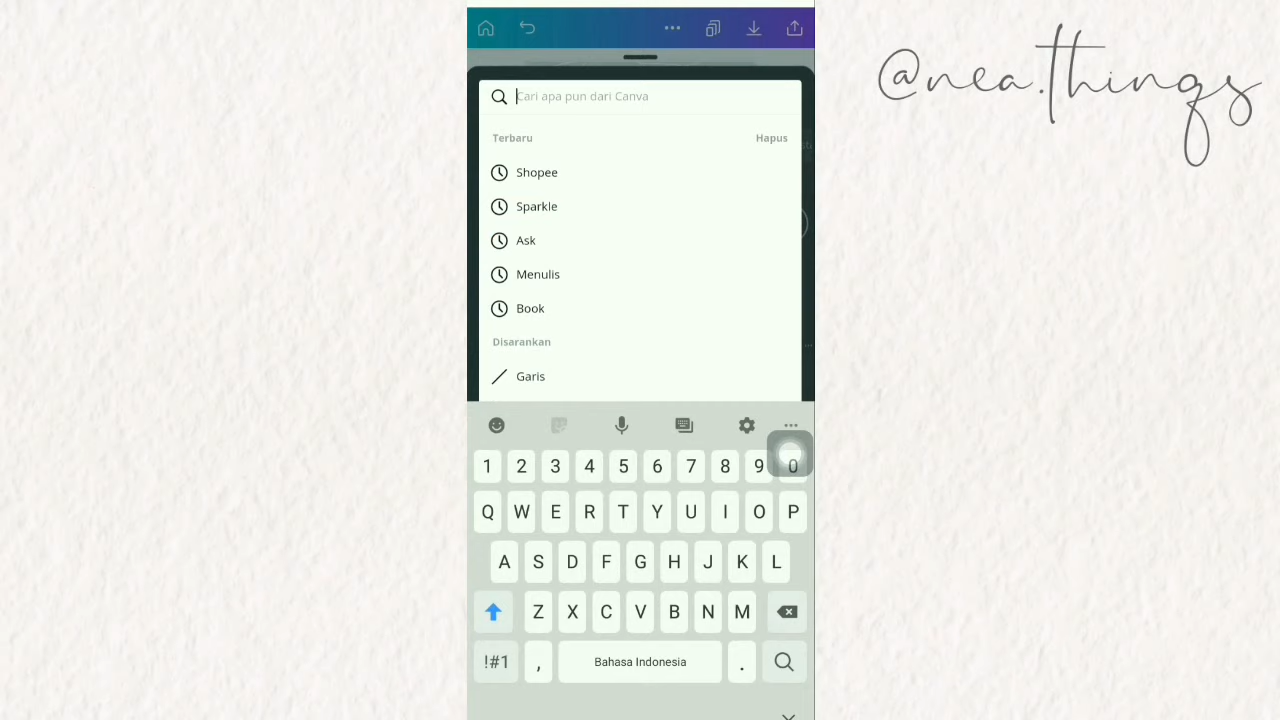 @nea.things
Cari apa pun dari Canva
Terbaru Hapus
Shopee
Sparkle
Ask
Menulis
Book
Disarankan
Garis
1 2 3 4 5 6 7 8 9 0
Q W E R T Y U I O P
A S D F G H J K L
Z X C V B N M
!#1 , Bahasa Indonesia .